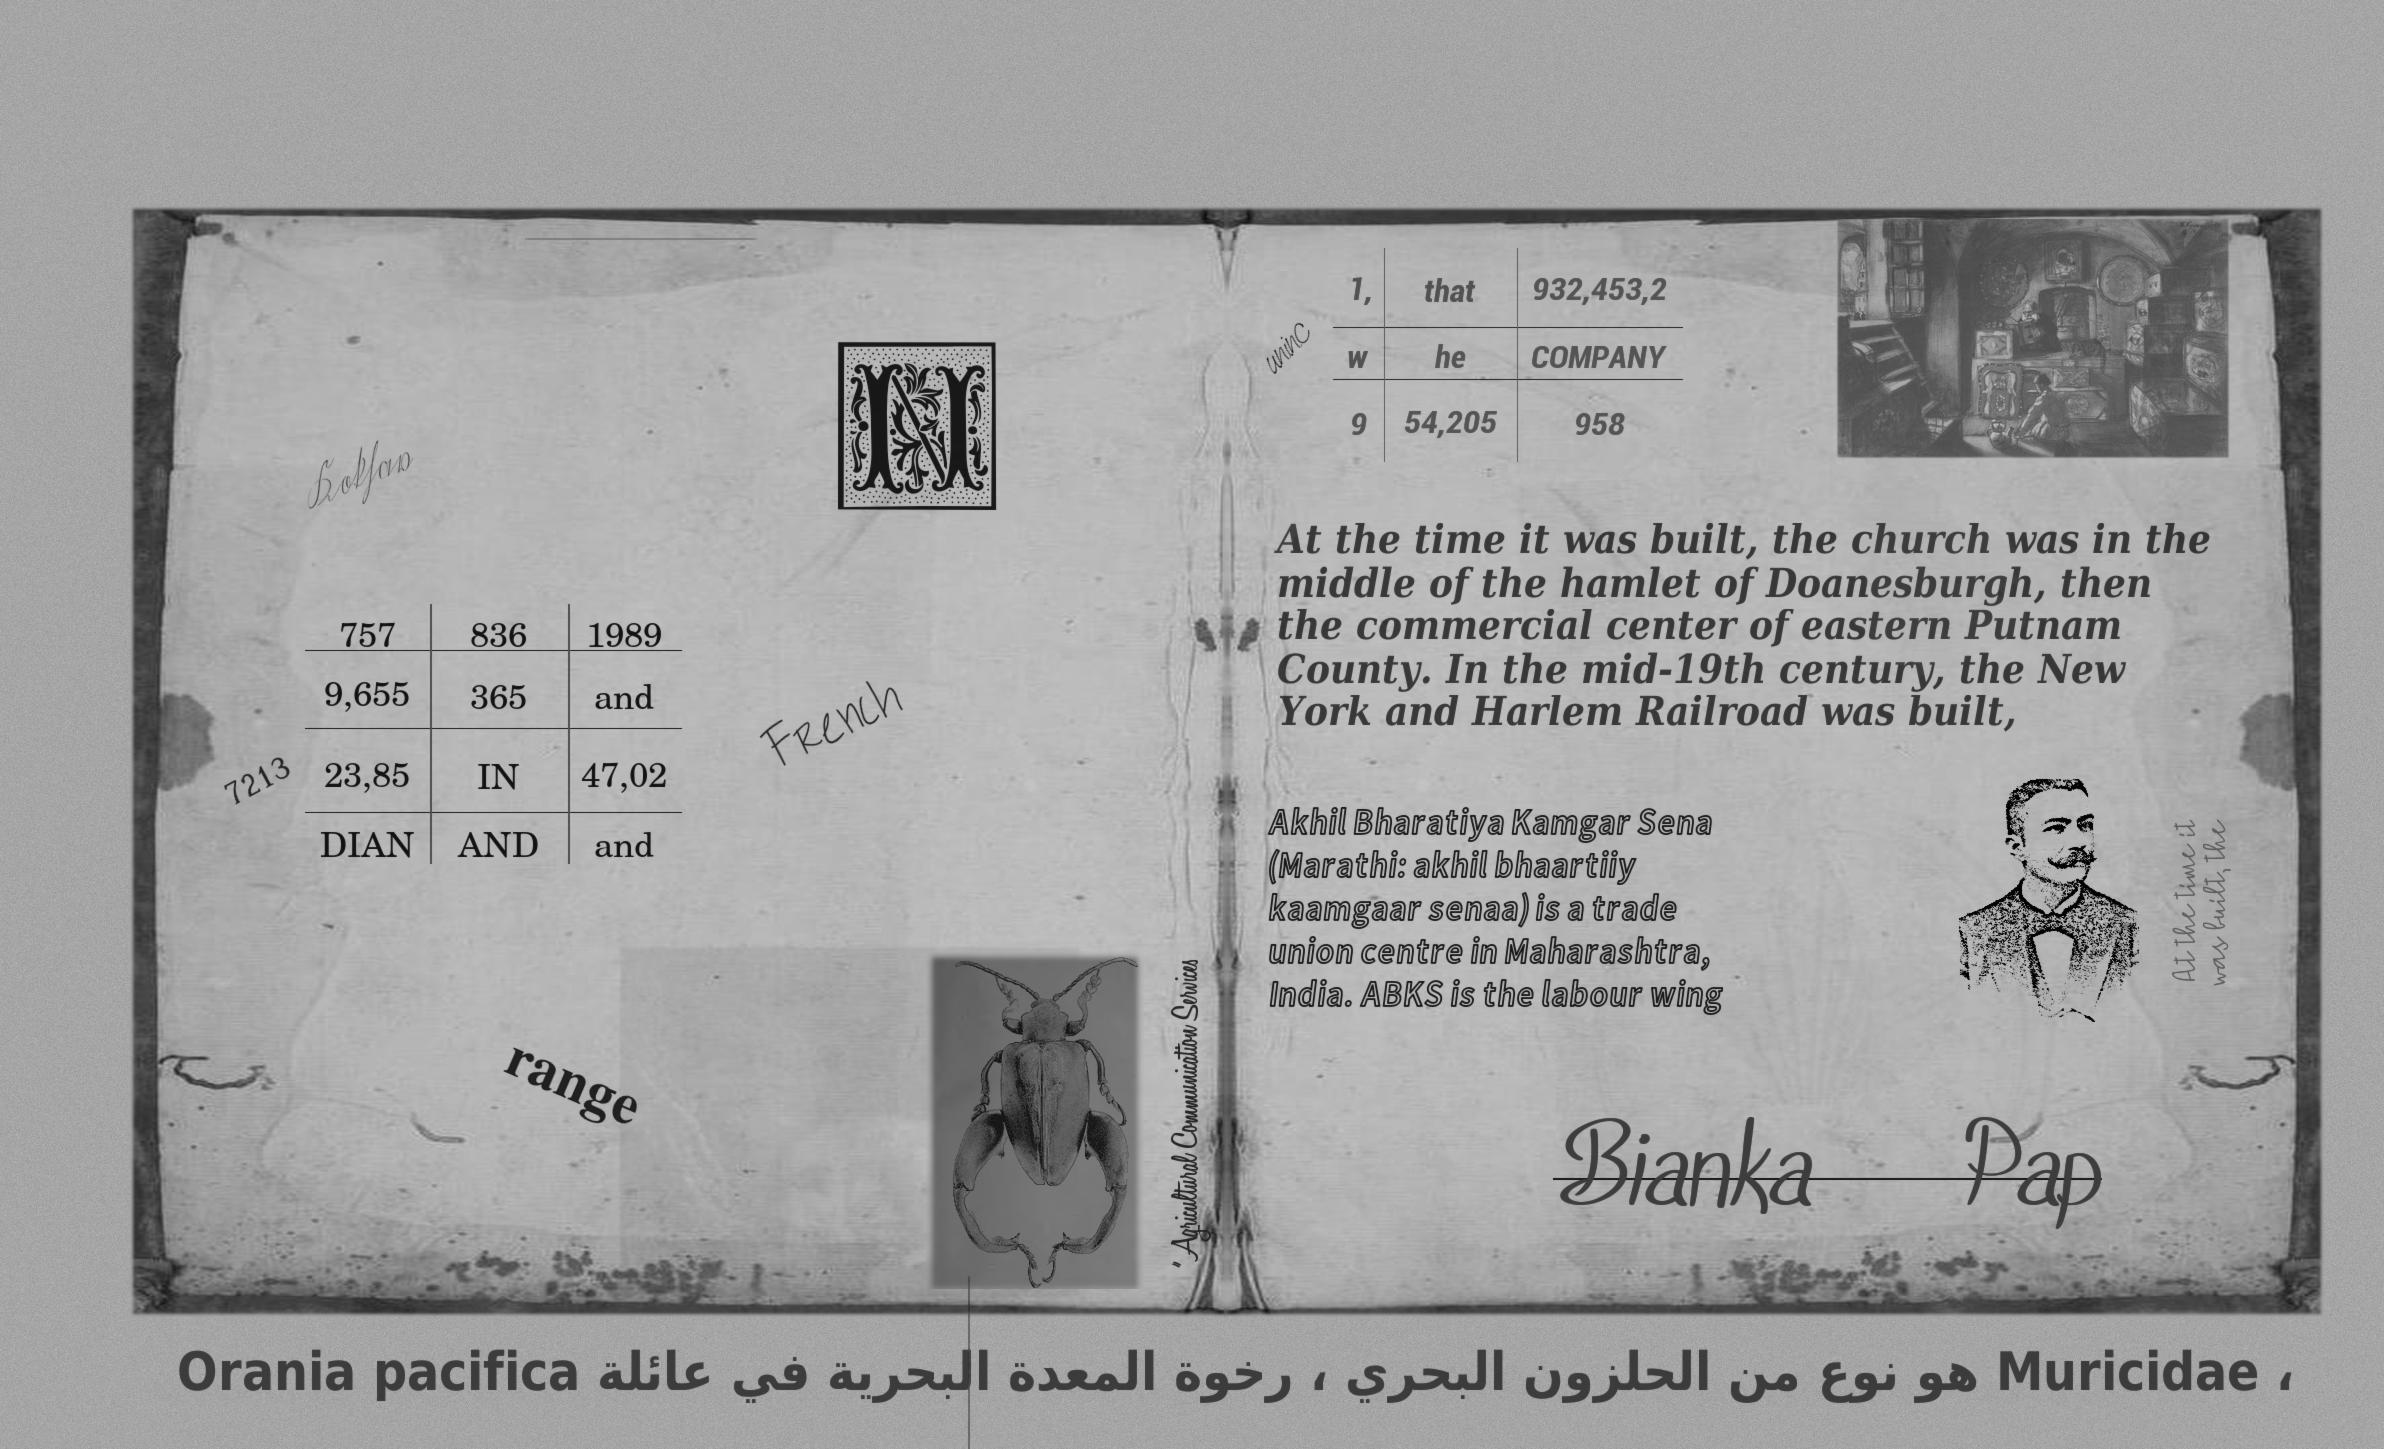 N
757 836 1989
9,655 365 and
23,85 IN 47,02
DIAN AND and
7213
French
range
"Agricultural Communication Services
uninc
1, that 932,453,2
w he COMPANY
9 54,205 958
At the time it was built, the church was in the
middle of the hamlet of Doanesburgh, then
the commercial center of eastern Putnam
County. In the mid-19th century, the New
York and Harlem Railroad was built,
Akhil Bharatiya Kamgar Sena
(Marathi: akhil bhaartiiy
kaamgaar senaa) is a trade
union centre in Maharashtra,
India. ABKS is the labour wing
At the time it
was built, the
Bianka Pap
Orania pacifica هو نوع من الحلزون البحري ، رخوة المعدة البحرية في عائلة Muricidae ،